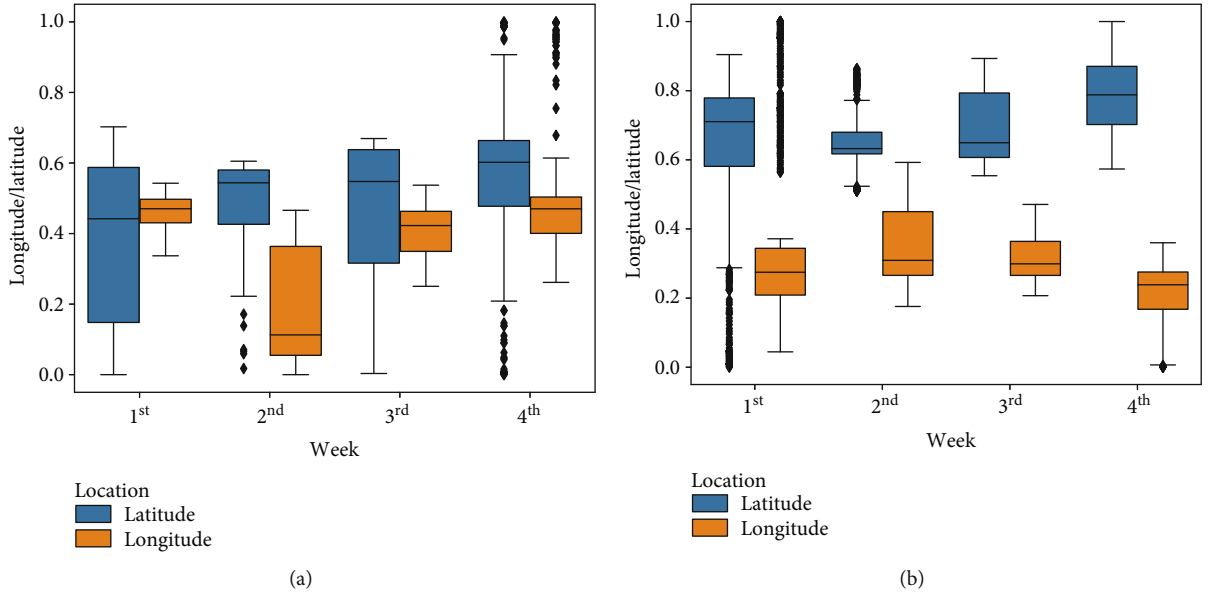 1.0
0.8
0.6
0.4
0.2
0.0
Longitude/latitude
1st
2nd
3rd
4th
Week
Location
Latitude
Longitude
(a)
1.0
0.8
0.6
0.4
0.2
0.0
Longitude/latitude
1st
2nd
3rd
4th
Week
Location
Latitude
Longitude
(b)